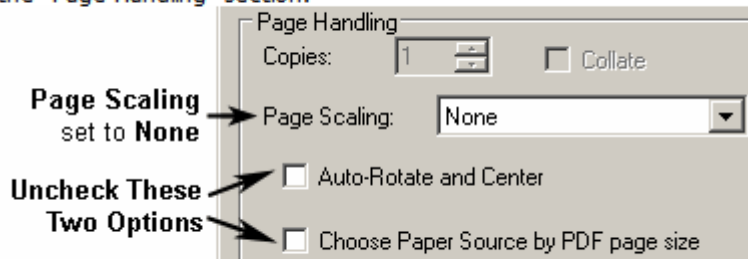 the "Page Handling" section.
Page Handling
Copies: 1 Collate
Page Scaling
set to None
Page Scaling: None
Uncheck These
Two Options
Auto-Rotate and Center
Choose Paper Source by PDF page size